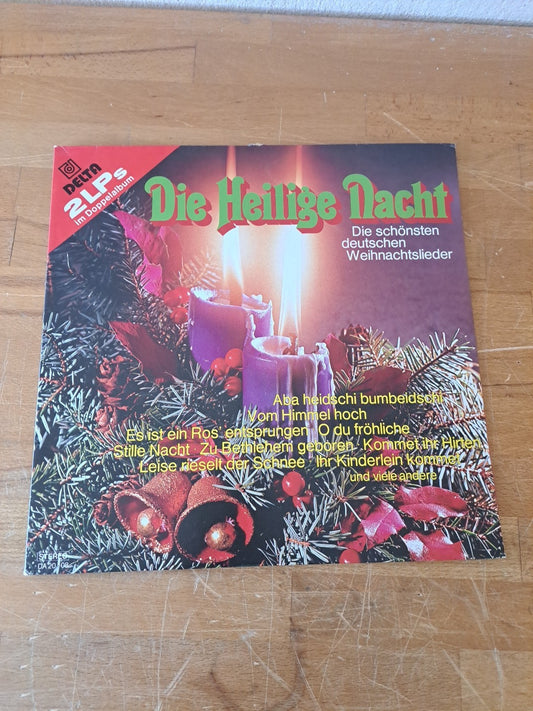 DELTA
2 LPs
im Doppelalbum
Die Heilige Nacht
Die schönsten
deutschen
Weihnachtslieder
Aba heidschi bumbeidschi
Vom Himmel hoch
Es ist ein Ros' entsprungen · O du fröhliche
Stille Nacht · Zu Bethlehem geboren · Kommet ihr Hirten
Leise rieselt der Schnee · Ihr Kinderlein kommet
und viele andere
STEREO